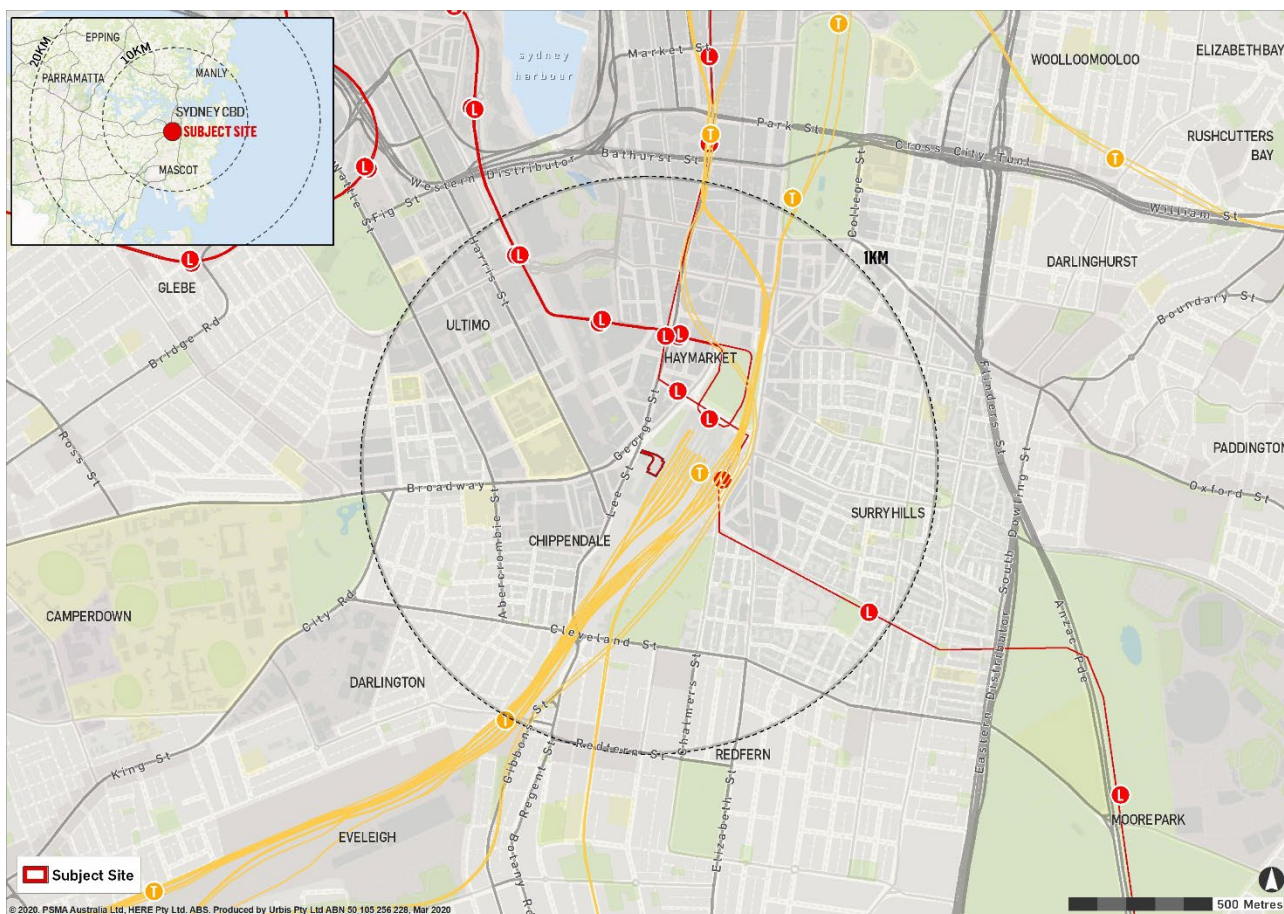 20KM
10KM
EPPING
PARRAMATTA
MANLY
SYDNEY CBD
SUBJECT SITE
MASCOT
sydney
harbour
Market St
WOOLLOOMOOLOO
ELIZABETH BAY
RUSHCUTTERS
BAY
Park St
Cross City Tunl
Bathurst St
Western Distributor
Fig St
Wattle St
College St
William St
DARLINGHURST
Boundary St
1KM
Harris St
GLEBE
Bridge Rd
ULTIMO
HAYMARKET
George St
Flinders St
PADDINGTON
Oxford St
Ross St
Broadway
Lee St
Abercrombie St
CHIPPENDALE
SURRY HILLS
South Dowling St
Eastern Distributor
CAMPERDOWN
City Rd
Cleveland St
Anzac Pde
DARLINGTON
Chalmers St
Gibbons St
Redfern St
REDFERN
King St
Regent St
Elizabeth St
Botany Rd
EVELEIGH
MOORE PARK
L
L
L
L
L
L
L
L
L
L
L
L
T
T
T
T
T
T
T
Subject Site
500 Metres
© 2020. PSMA Australia Ltd, HERE Pty Ltd. ABS. Produced by Urbis Pty Ltd ABN 50 105 256 228, Mar 2020